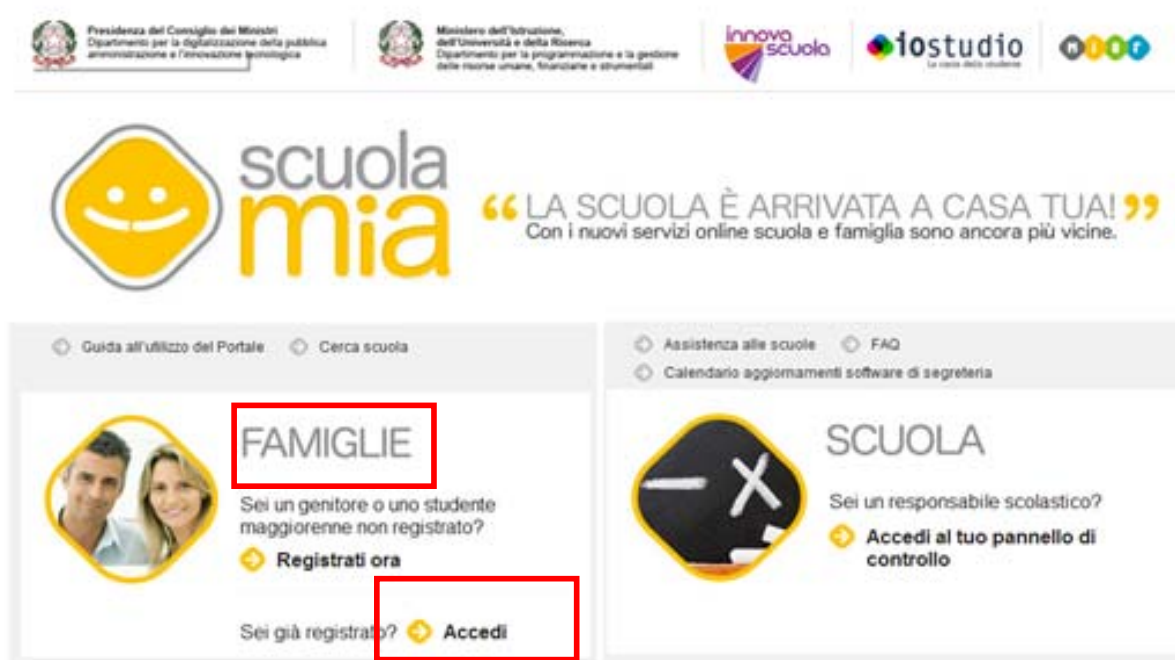 Presidenza del Consiglio dei Ministri
Dipartimento per la digitalizzazione della pubblica
amministrazione e l'innovazione tecnologica
Ministero dell'Istruzione,
dell'Università e della Ricerca
Dipartimento per la programmazione e la gestione
delle risorse umane, finanziarie e strumentali
innova
scuola
iostudio
La carta dello studente
miur
scuola
mia
“ LA SCUOLA È ARRIVATA A CASA TUA! ”
Con i nuovi servizi online scuola e famiglia sono ancora più vicine.
Guida all'utilizzo del Portale
Cerca scuola
Assistenza alle scuole
FAQ
Calendario aggiornamenti software di segreteria
FAMIGLIE
Sei un genitore o uno studente
maggiorenne non registrato?
Registrati ora
Sei già registrato? Accedi
SCUOLA
Sei un responsabile scolastico?
Accedi al tuo pannello di
controllo